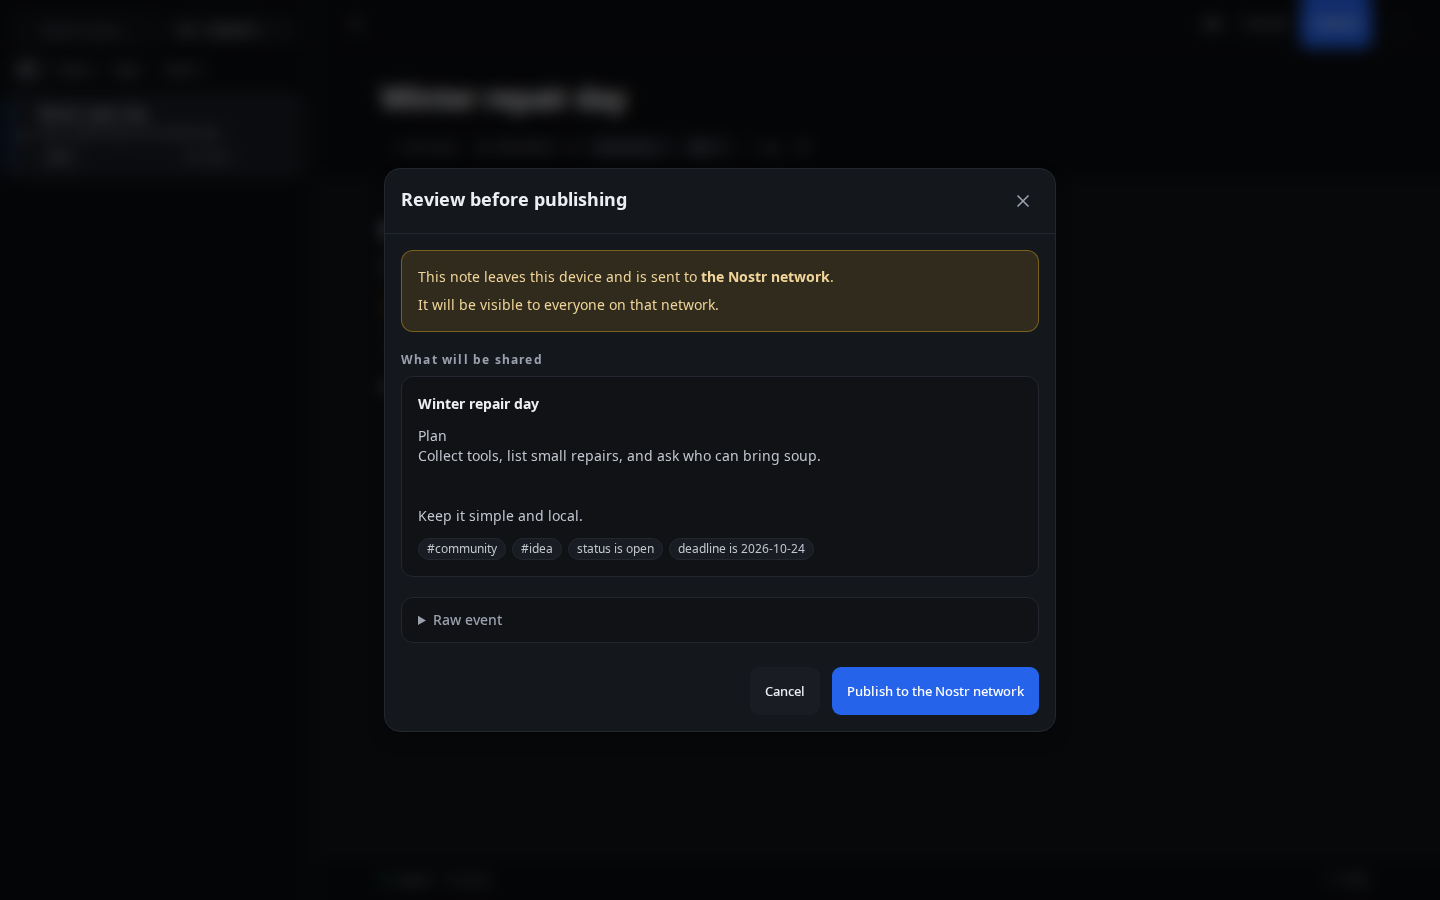 Winter repair day
Review before publishing
This note leaves this device and is sent to the Nostr network.
It will be visible to everyone on that network.
What will be shared
Winter repair day
Plan
Collect tools, list small repairs, and ask who can bring soup.
Keep it simple and local.
#community
#idea
status is open
deadline is 2026-10-24
Raw event
Cancel
Publish to the Nostr network